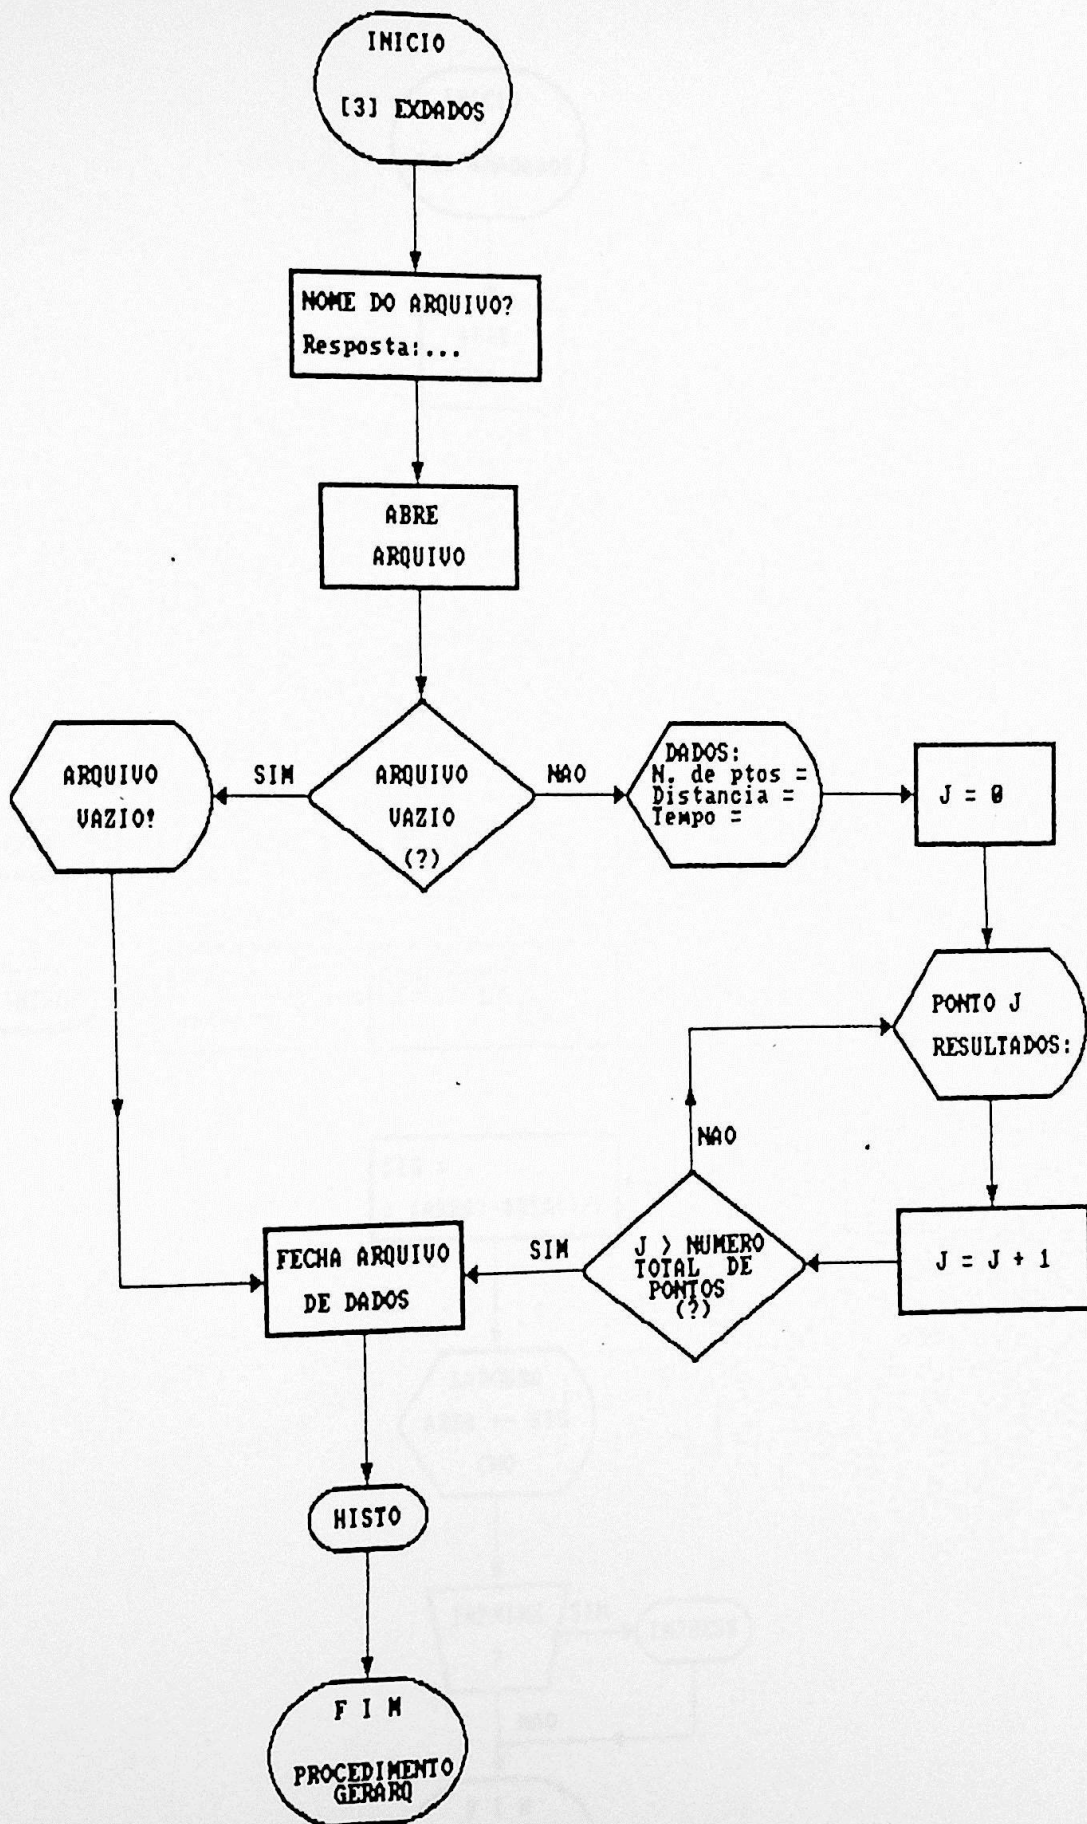 INICIO
[3] EXDADOS
NOME DO ARQUIVO?
Resposta:...
ABRE
ARQUIVO
ARQUIVO
VAZIO!
SIM
ARQUIVO
VAZIO
(?)
NAO
DADOS:
N. de ptos =
Distancia =
Tempo =
J = 0
PONTO J
RESULTADOS:
NAO
FECHA ARQUIVO
DE DADOS
SIM
J > NUMERO
TOTAL DE
PONTOS
(?)
J = J + 1
HISTO
F I M
PROCEDIMENTO
GERARQ